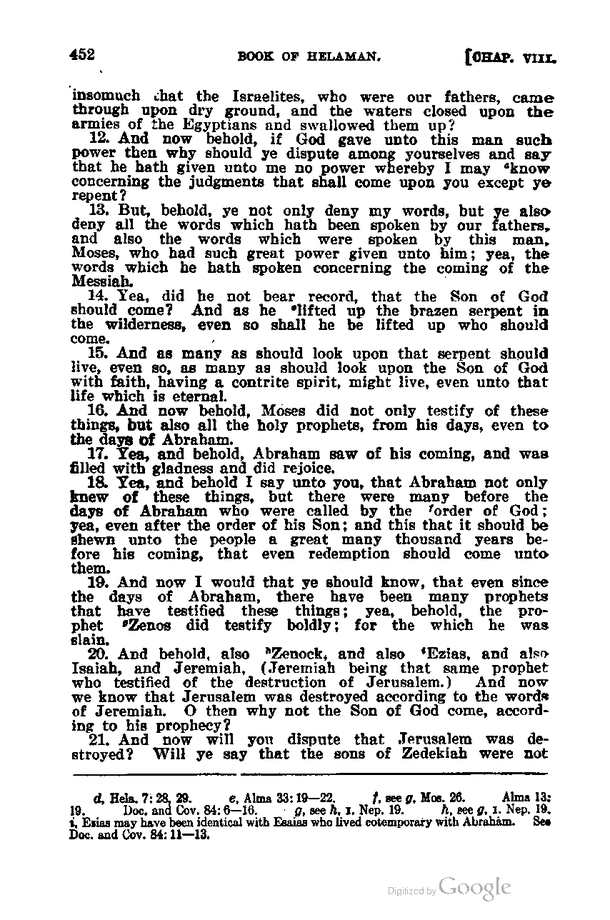 452 BOOK OF HELAMAN. [CHAP. VIII.
insomuch that the Israelites, who were our fathers, came
through upon dry ground, and the waters closed upon the
armies of the Egyptians and swallowed them up?
12. And now behold, if God gave unto this man such
power then why should ye dispute among yourselves and say
that he hath given unto me no power whereby I may ᵈknow
concerning the judgments that shall come upon you except ye
repent?
13. But, behold, ye not only deny my words, but ye also
deny all the words which hath been spoken by our fathers,
and also the words which were spoken by this man,
Moses, who had such great power given unto him; yea, the
words which he hath spoken concerning the coming of the
Messiah.
14. Yea, did he not bear record, that the Son of God
should come? And as he ᵉlifted up the brazen serpent in
the wilderness, even so shall he be lifted up who should
come.
15. And as many as should look upon that serpent should
live, even so, as many as should look upon the Son of God
with faith, having a contrite spirit, might live, even unto that
life which is eternal.
16. And now behold, Moses did not only testify of these
things, but also all the holy prophets, from his days, even to
the days of Abraham.
17. Yea, and behold, Abraham saw of his coming, and was
filled with gladness and did rejoice.
18. Yea, and behold I say unto you, that Abraham not only
knew of these things, but there were many before the
days of Abraham who were called by the ᶠorder of God;
yea, even after the order of his Son; and this that it should be
shewn unto the people a great many thousand years be-
fore his coming, that even redemption should come unto
them.
19. And now I would that ye should know, that even since
the days of Abraham, there have been many prophets
that have testified these things; yea, behold, the pro-
phet ᵍZenos did testify boldly; for the which he was
slain.
20. And behold, also ʰZenock, and also ⁱEzias, and also
Isaiah, and Jeremiah, (Jeremiah being that same prophet
who testified of the destruction of Jerusalem.) And now
we know that Jerusalem was destroyed according to the words
of Jeremiah. O then why not the Son of God come, accord-
ing to his prophecy?
21. And now will you dispute that Jerusalem was de-
stroyed? Will ye say that the sons of Zedekiah were not
d, Hela. 7: 28, 29. e, Alma 33: 19—22. f, see g, Mos. 26. Alma 13:
19. Doc. and Cov. 84: 6—16. g, see h, 1. Nep. 19. h, see g, 1. Nep. 19.
i, Ezias may have been identical with Esaias who lived cotemporary with Abraham. See
Doc. and Cov. 84: 11—13.
Digitized by Google